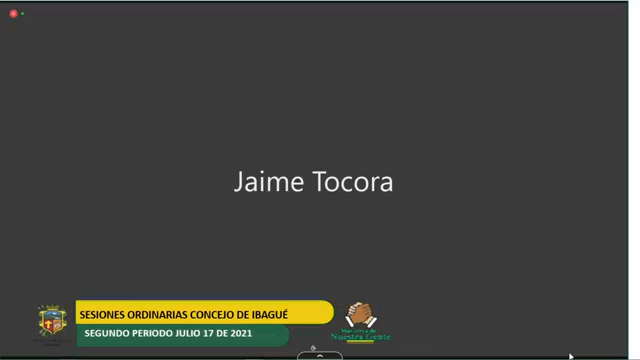 Jaime Tocora
SESIONES ORDINARIAS CONCEJO DE IBAGUÉ
SEGUNDO PERIODO JULIO 17 DE 2021
Nuestra Gente